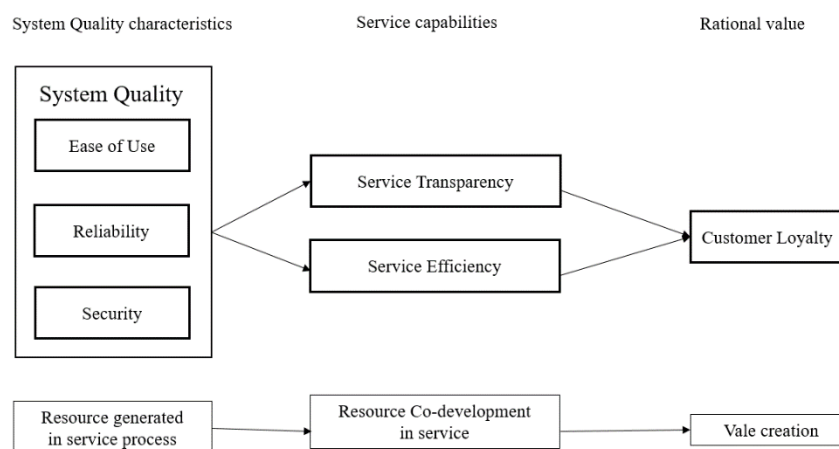 System Quality characteristics
Service capabilities
Rational value
System Quality
Ease of Use
Reliability
Security
Service Transparency
Service Efficiency
Customer Loyalty
Resource generated
in service process
Resource Co-development
in service
Vale creation